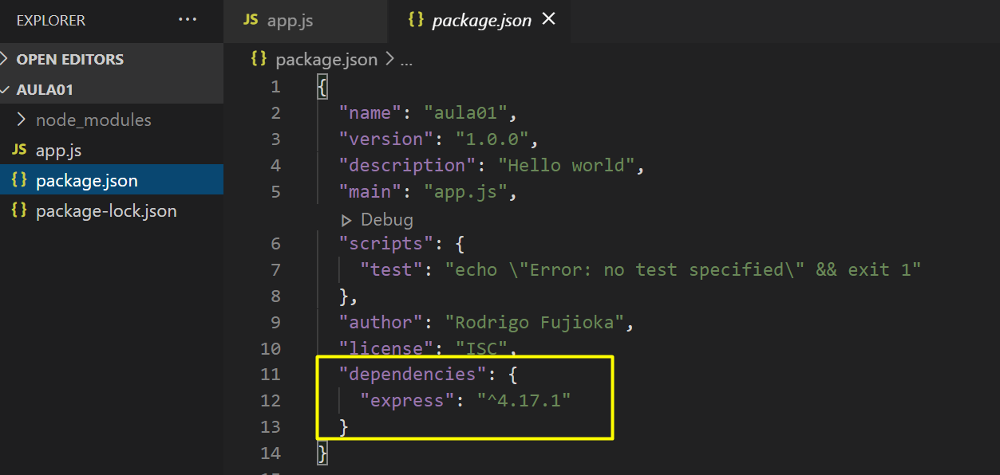 EXPLORER ...
OPEN EDITORS
AULA01
node_modules
JS app.js
{} package.json
{} package-lock.json
JS app.js {} package.json ×
{} package.json > ...
1 {
2 "name": "aula01",
3 "version": "1.0.0",
4 "description": "Hello world",
5 "main": "app.js",
Debug
6 "scripts": {
7 "test": "echo \"Error: no test specified\" && exit 1"
8 },
9 "author": "Rodrigo Fujioka",
10 "license": "ISC",
11 "dependencies": {
12 "express": "^4.17.1"
13 }
14 }